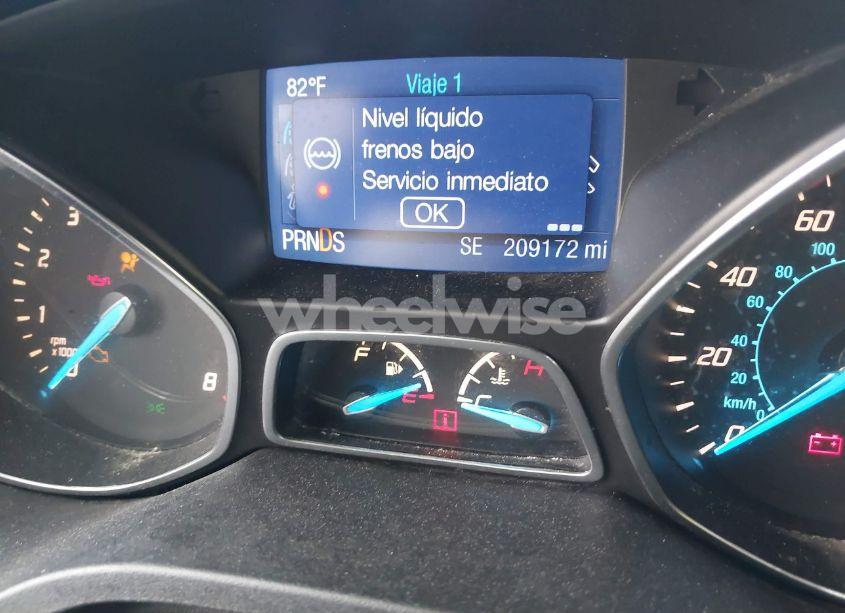 82°F
Viaje 1
Nivel líquido
frenos bajo
Servicio inmediato
OK
PRNDS
SE 209172 mi
3
2
1
0
rpm
x1000
8
F
E
H
C
60
40
20
0
100
80
60
40
20
0
km/h
wheelwise